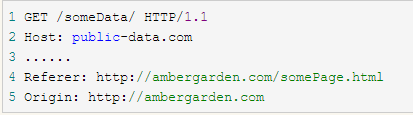 1 GET /someData/ HTTP/1.1
2 Host: public-data.com
3 ......
4 Referer: http://ambergarden.com/somePage.html
5 Origin: http://ambergarden.com